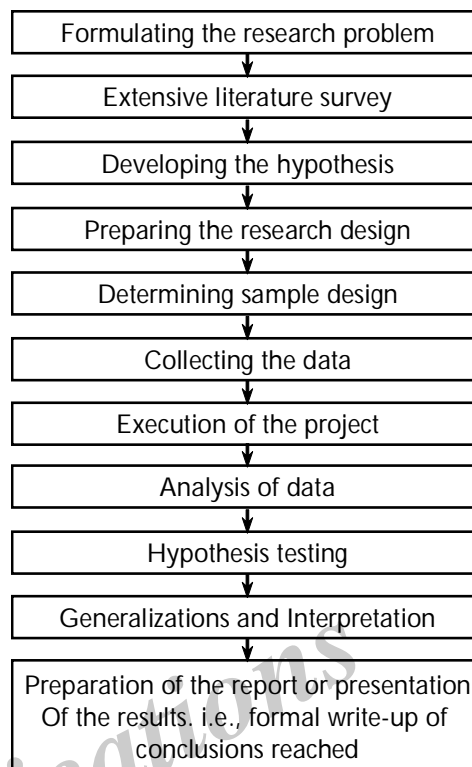 Formulating the research problem
Extensive literature survey
Developing the hypothesis
Preparing the research design
Determining sample design
Collecting the data
Execution of the project
Analysis of data
Hypothesis testing
Generalizations and Interpretation
Preparation of the report or presentation
Of the results. i.e., formal write-up of
conclusions reached